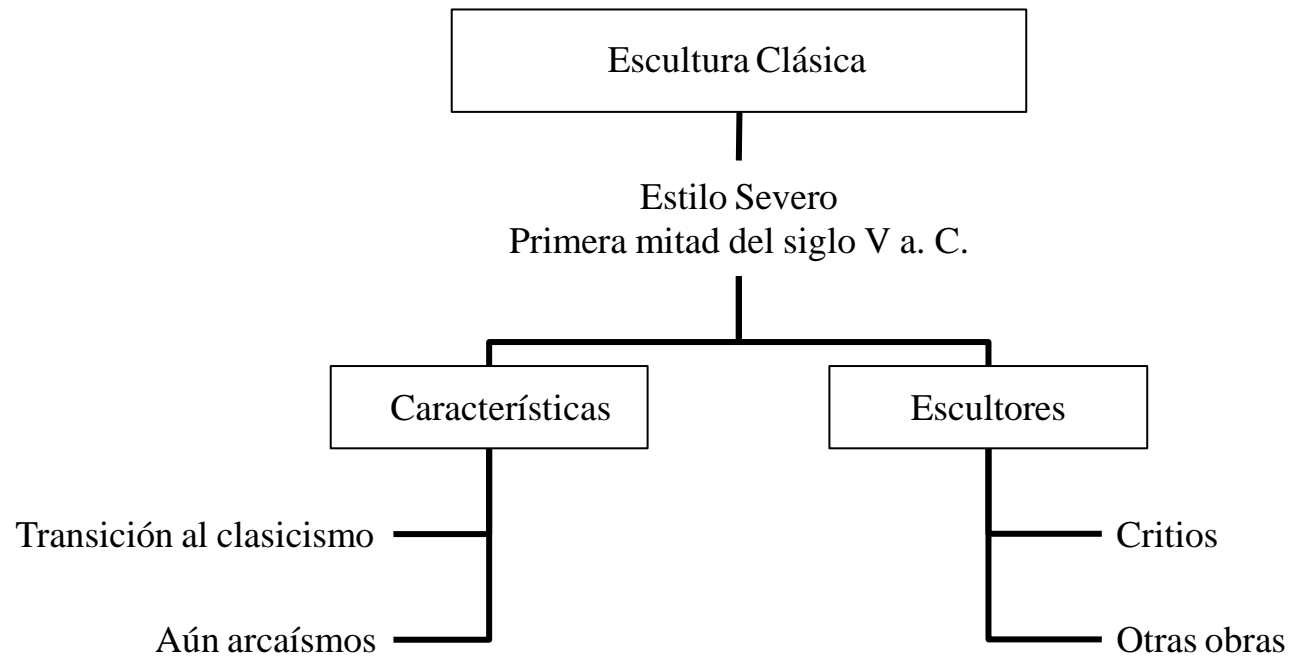 Escultura Clásica
Estilo Severo
Primera mitad del siglo V a. C.
Características
Escultores
Transición al clasicismo
Critios
Aún arcaísmos
Otras obras